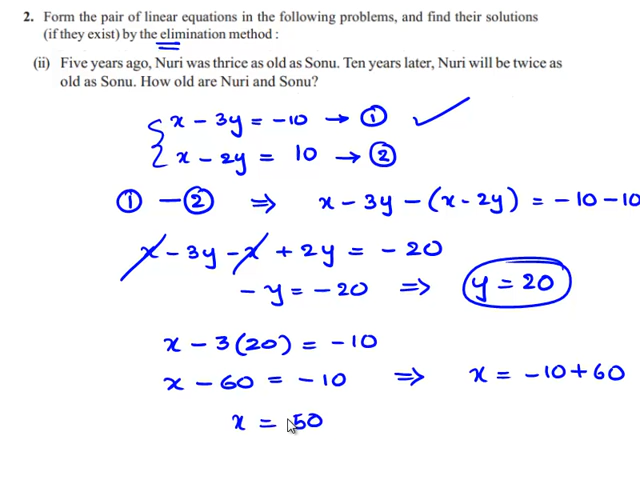 2. Form the pair of linear equations in the following problems, and find their solutions
(if they exist) by the elimination method :
(ii) Five years ago, Nuri was thrice as old as Sonu. Ten years later, Nuri will be twice as
old as Sonu. How old are Nuri and Sonu?
x - 3y = -10 → ①
x - 2y = 10 → ②
① - ② ⇒ x - 3y - (x - 2y) = -10 - 10
x - 3y - x + 2y = -20
-y = -20 ⇒ y = 20
x - 3(20) = -10
x - 60 = -10 ⇒ x = -10 + 60
x = 50